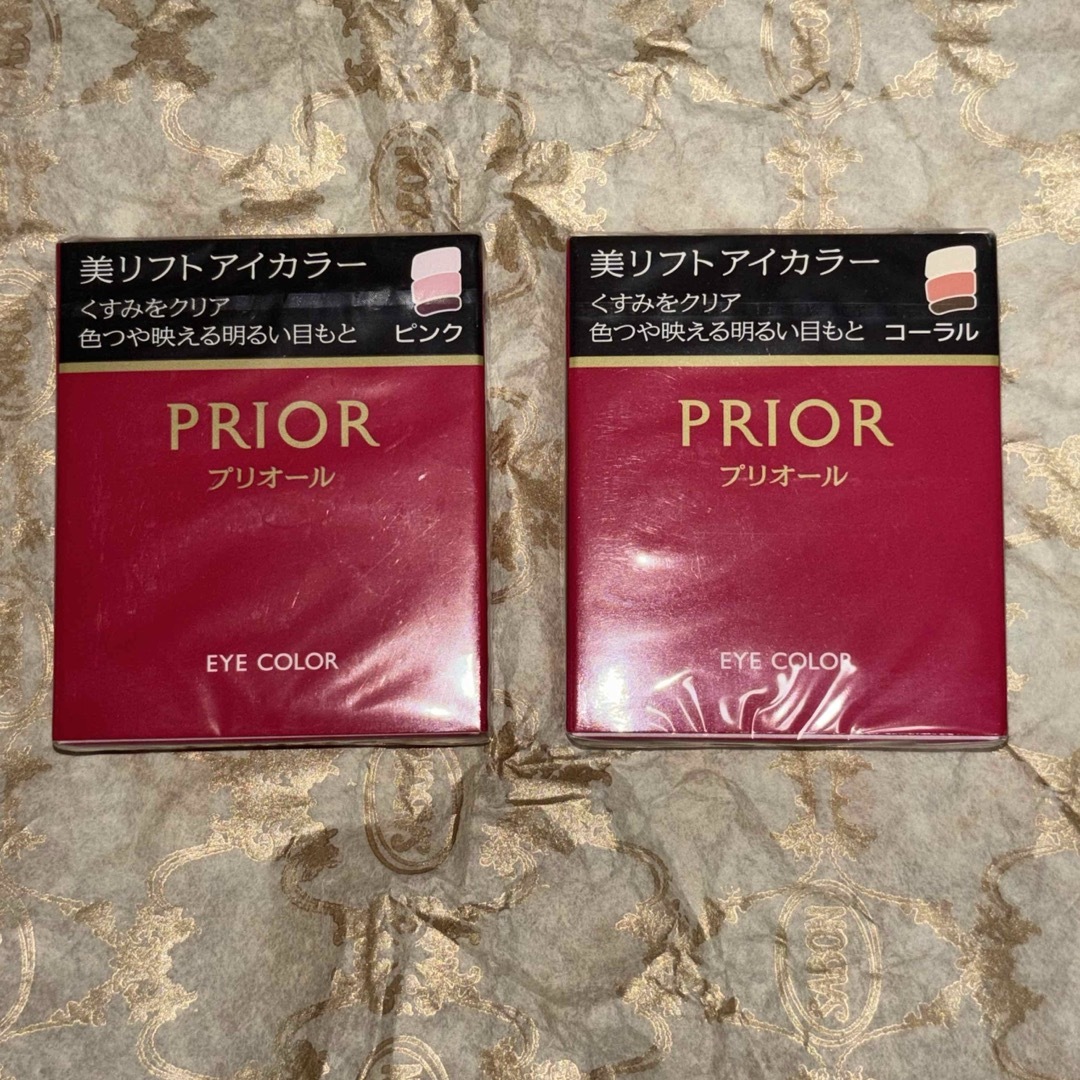 美リフトアイカラー
くすみをクリア
色つや映える明るい目もと
ピンク
PRIOR
プリオール
EYE COLOR
美リフトアイカラー
くすみをクリア
色つや映える明るい目もと
コーラル
PRIOR
プリオール
EYE COLOR
SABON
SABON
SABON
SABON